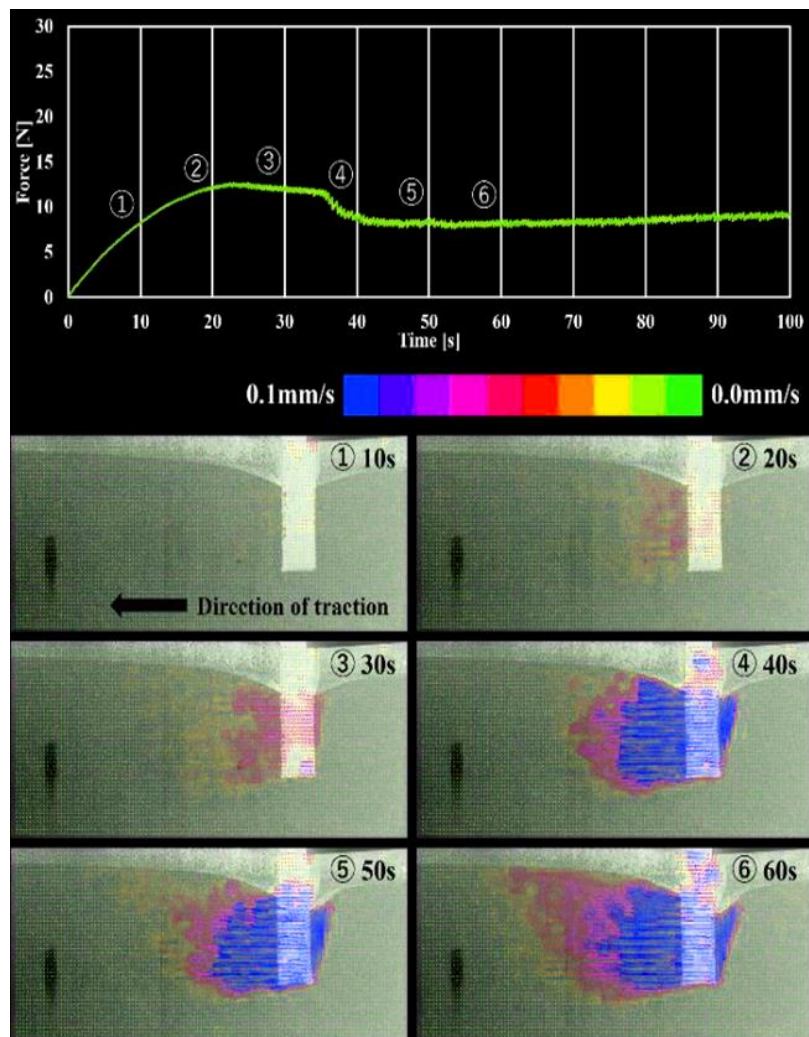 30
25
20
15
10
5
0
Force [N]
① ② ③ ④ ⑤ ⑥
0 10 20 30 40 50 60 70 80 90 100
Time [s]
0.1mm/s 0.0mm/s
① 10s
② 20s
Direction of traction
③ 30s
④ 40s
⑤ 50s
⑥ 60s